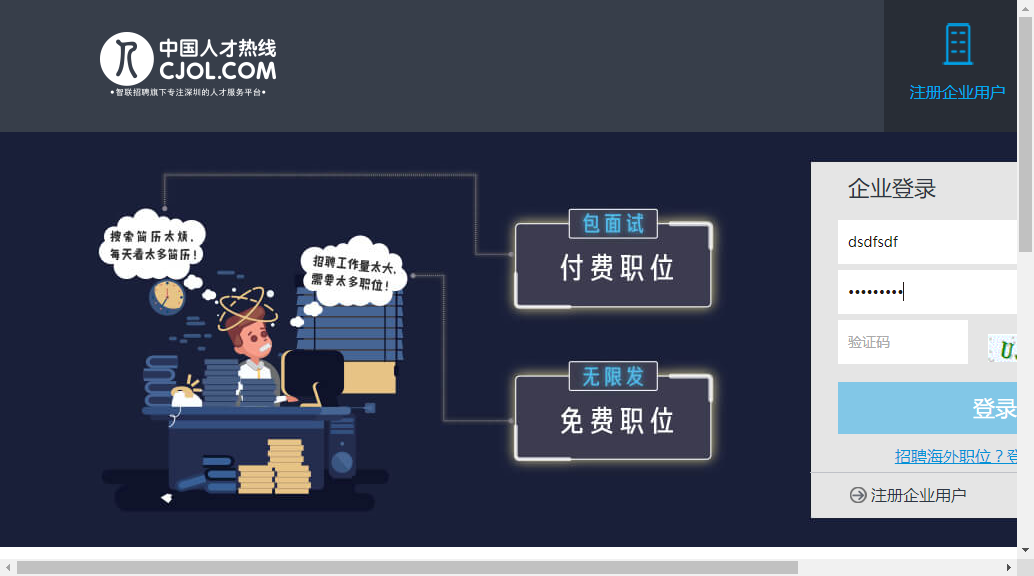 中国人才热线
CJOL.COM
•智联招聘旗下专注深圳的人才服务平台•
注册企业用户
搜索简历太烦,
每天看太多简历!
招聘工作量太大,
需要太多职位!
包面试
付费职位
无限发
免费职位
企业登录
dsdfsdf
•••••••••
验证码
登录
招聘海外职位？登
注册企业用户